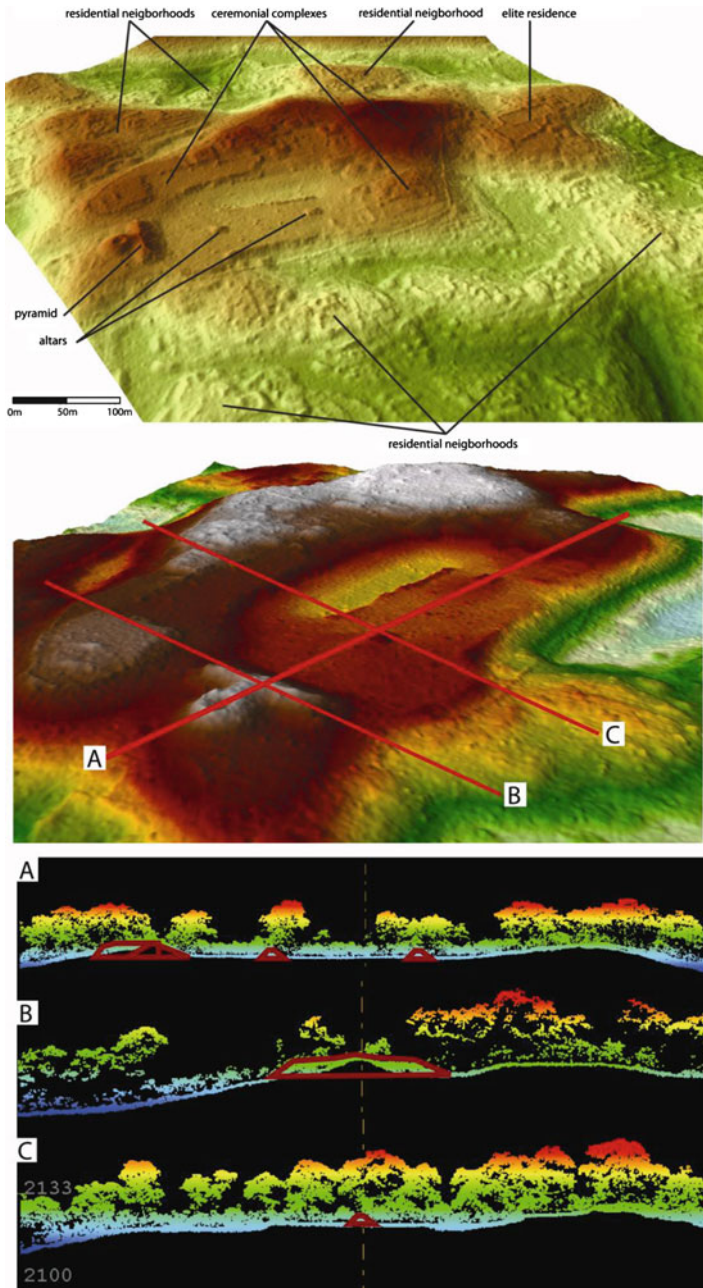 residential neigborhoods
ceremonial complexes
residential neigborhood
elite residence
pyramid
altars
0m 50m 100m
residential neigborhoods
A
B
C
A
B
C
2133
2100